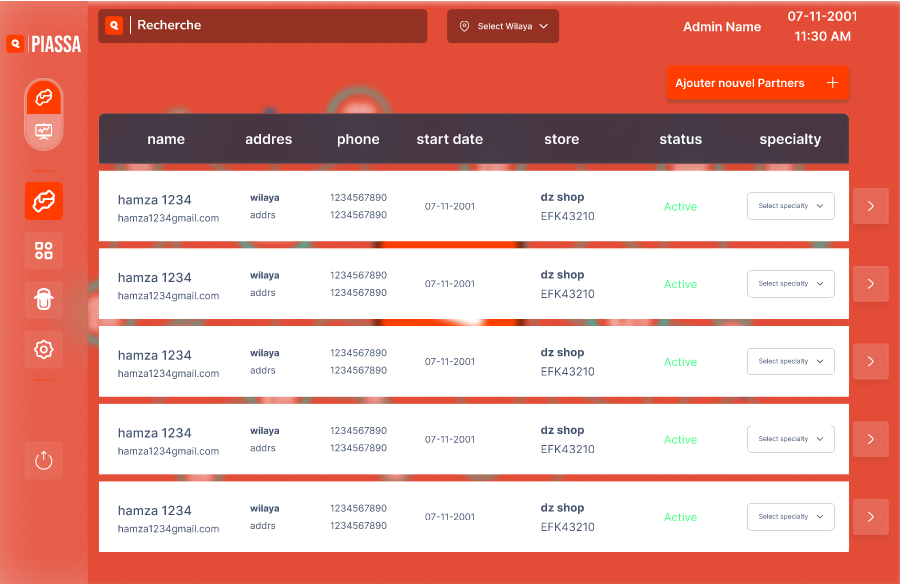 PIASSA
Recherche
Select Wilaya
Admin Name
07-11-2001
11:30 AM
Ajouter nouvel Partners
name addres phone start date store status specialty
hamza 1234
hamza1234gmail.com
wilaya
addrs
1234567890
1234567890
07-11-2001
dz shop
EFK43210
Active
Select specialty
hamza 1234
hamza1234gmail.com
wilaya
addrs
1234567890
1234567890
07-11-2001
dz shop
EFK43210
Active
Select specialty
hamza 1234
hamza1234gmail.com
wilaya
addrs
1234567890
1234567890
07-11-2001
dz shop
EFK43210
Active
Select specialty
hamza 1234
hamza1234gmail.com
wilaya
addrs
1234567890
1234567890
07-11-2001
dz shop
EFK43210
Active
Select specialty
hamza 1234
hamza1234gmail.com
wilaya
addrs
1234567890
1234567890
07-11-2001
dz shop
EFK43210
Active
Select specialty